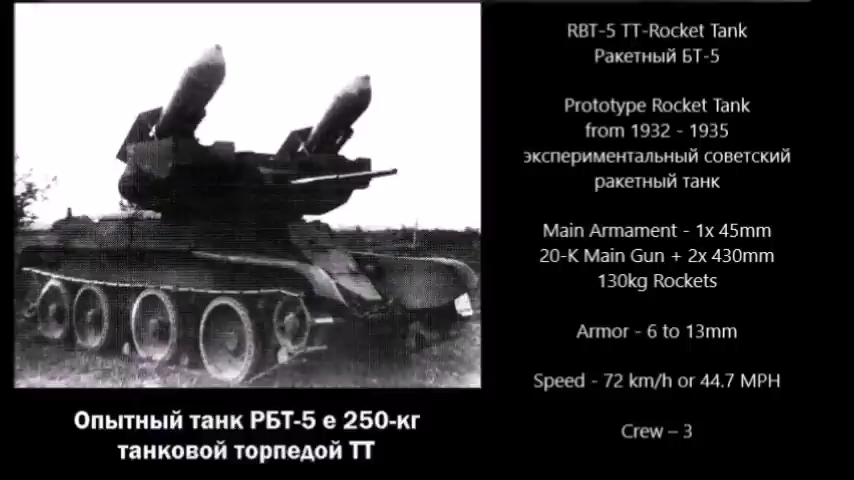 RBT-5 TT-Rocket Tank
Ракетный БТ-5
Prototype Rocket Tank
from 1932 - 1935
экспериментальный советский
ракетный танк
Main Armament - 1x 45mm
20-K Main Gun + 2x 430mm
130kg Rockets
Armor - 6 to 13mm
Speed - 72 km/h or 44.7 MPH
Crew – 3
Опытный танк РБТ-5 е 250-кг
танковой торпедой ТТ